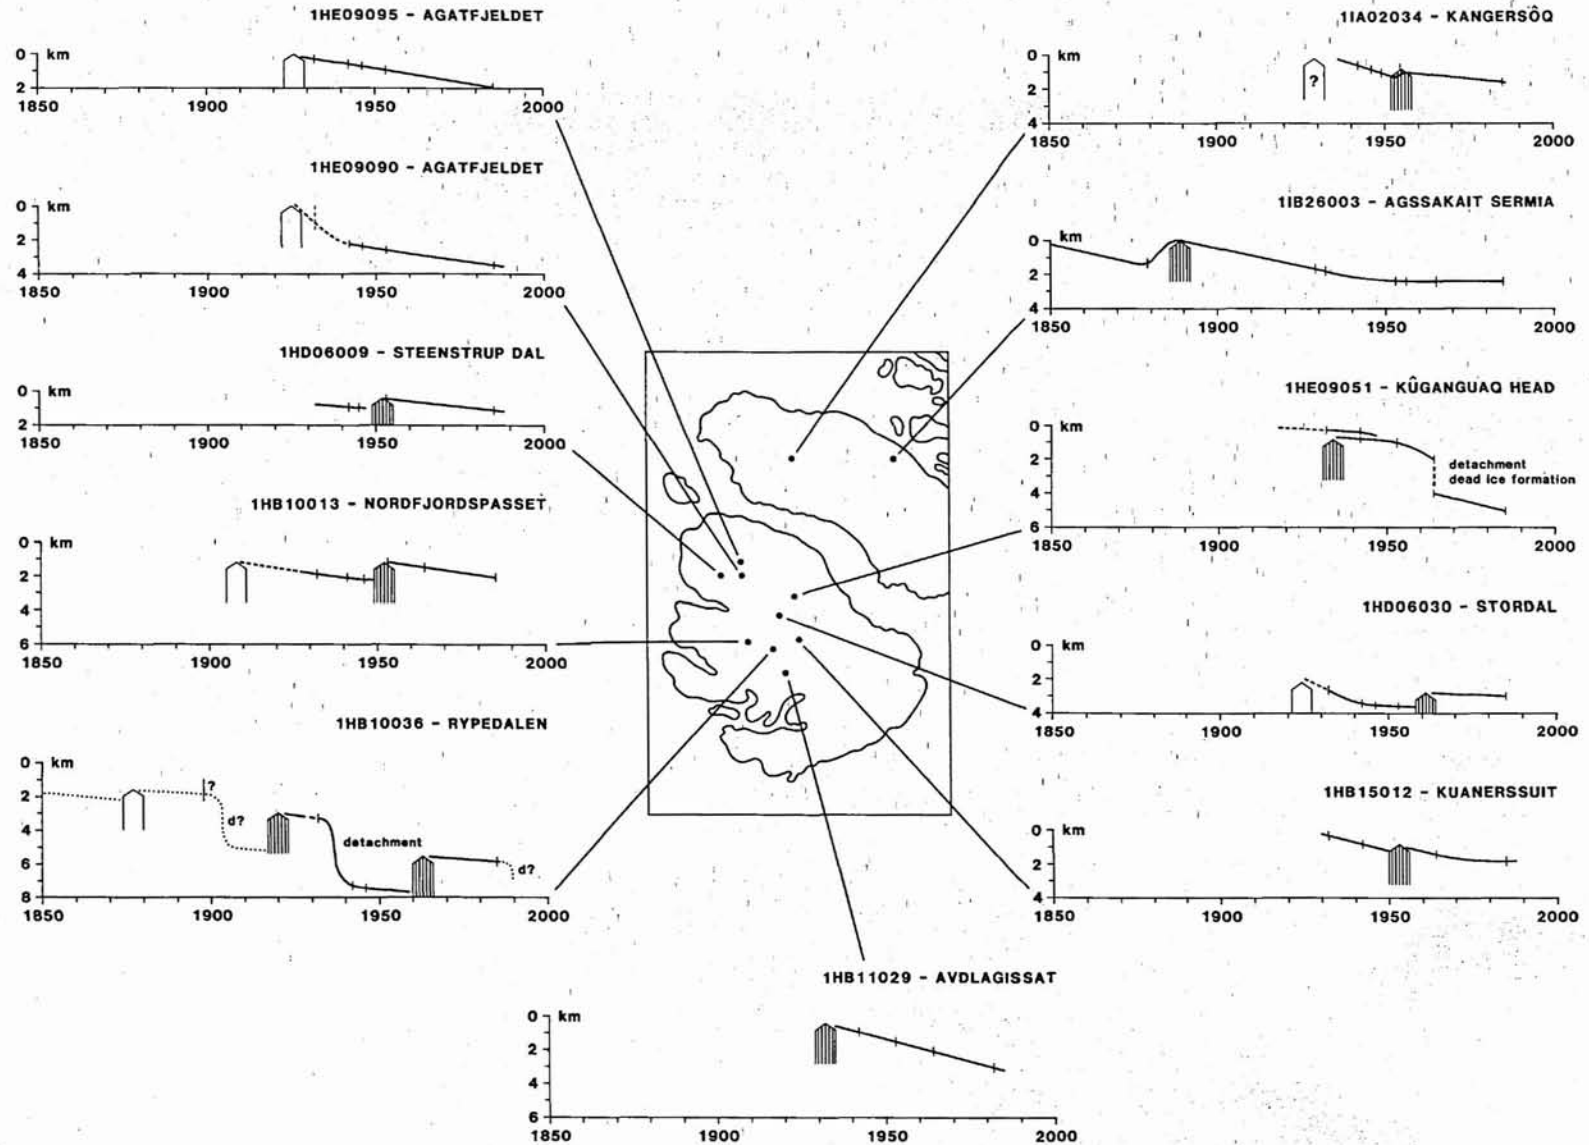 1HE09095 - AGATFJELDET
0 km
2
1850 1900 1950 2000
1HE09090 - AGATFJELDET
0 km
2
4
1850 1900 1950 2000
1HD06009 - STEENSTRUP DAL
0 km
2
1850 1900 1950 2000
1HB10013 - NORDFJORDSPASSET
0 km
2
4
6
1850 1900 1950 2000
1HB10036 - RYPEDALEN
0 km
2
?
d?
4
detachment
6
d?
8
1850 1900 1950 2000
1HB11029 - AVDLAGISSAT
0 km
2
4
6
1850 1900 1950 2000
1IA02034 - KANGERSÔQ
0 km
?
2
4
1850 1900 1950 2000
1IB26003 - AGSSAKAIT SERMIA
0 km
2
4
1850 1900 1950 2000
1HE09051 - KÛGANGUAQ HEAD
0 km
2
detachment
dead ice formation
4
6
1850 1900 1950 2000
1HD06030 - STORDAL
0 km
2
4
1850 1900 1950 2000
1HB15012 - KUANERSSUIT
0 km
2
4
1850 1900 1950 2000